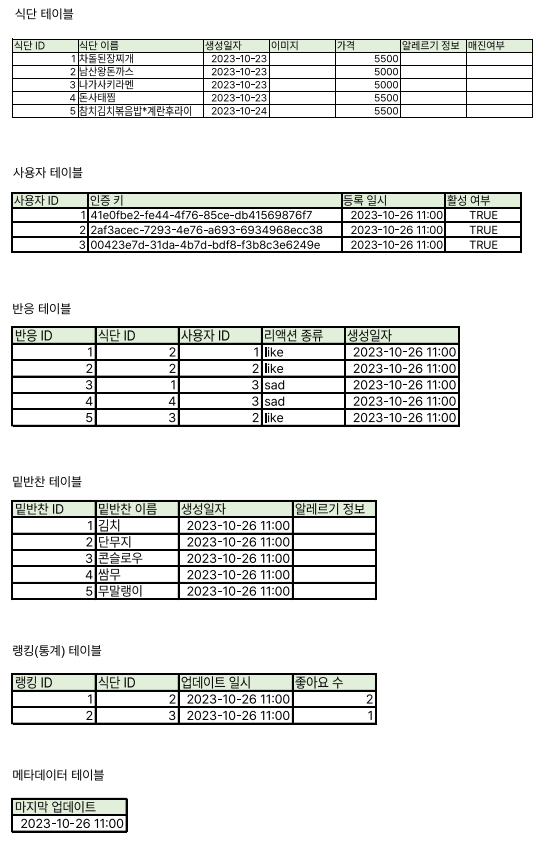 식단 테이블
식단 ID 식단 이름 생성일자 이미지 가격 알레르기 정보 매진여부
1 차돌된장찌개 2023-10-23 5500
2 남산왕돈까스 2023-10-23 5000
3 나가사키라멘 2023-10-23 5000
4 돈사태찜 2023-10-23 5500
5 참치김치볶음밥*계란후라이 2023-10-24 5500
사용자 테이블
사용자 ID 인증 키 등록 일시 활성 여부
1 41e0fbe2-fe44-4f76-85ce-db41569876f7 2023-10-26 11:00 TRUE
2 2af3acec-7293-4e76-a693-6934968ecc38 2023-10-26 11:00 TRUE
3 00423e7d-31da-4b7d-bdf8-f3b8c3e6249e 2023-10-26 11:00 TRUE
반응 테이블
반응 ID 식단 ID 사용자 ID 리액션 종류 생성일자
1 2 1 like 2023-10-26 11:00
2 2 2 like 2023-10-26 11:00
3 1 3 sad 2023-10-26 11:00
4 4 3 sad 2023-10-26 11:00
5 3 2 like 2023-10-26 11:00
밑반찬 테이블
밑반찬 ID 밑반찬 이름 생성일자 알레르기 정보
1 김치 2023-10-26 11:00
2 단무지 2023-10-26 11:00
3 콘슬로우 2023-10-26 11:00
4 쌈무 2023-10-26 11:00
5 무말랭이 2023-10-26 11:00
랭킹(통계) 테이블
랭킹 ID 식단 ID 업데이트 일시 좋아요 수
1 2 2023-10-26 11:00 2
2 3 2023-10-26 11:00 1
메타데이터 테이블
마지막 업데이트
2023-10-26 11:00